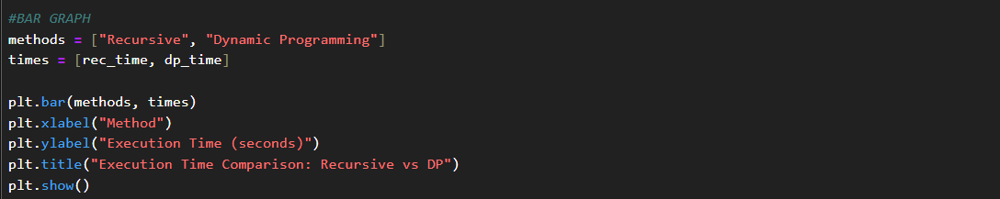 #BAR GRAPH
methods = ["Recursive", "Dynamic Programming"]
times = [rec_time, dp_time]
plt.bar(methods, times)
plt.xlabel("Method")
plt.ylabel("Execution Time (seconds)")
plt.title("Execution Time Comparison: Recursive vs DP")
plt.show()